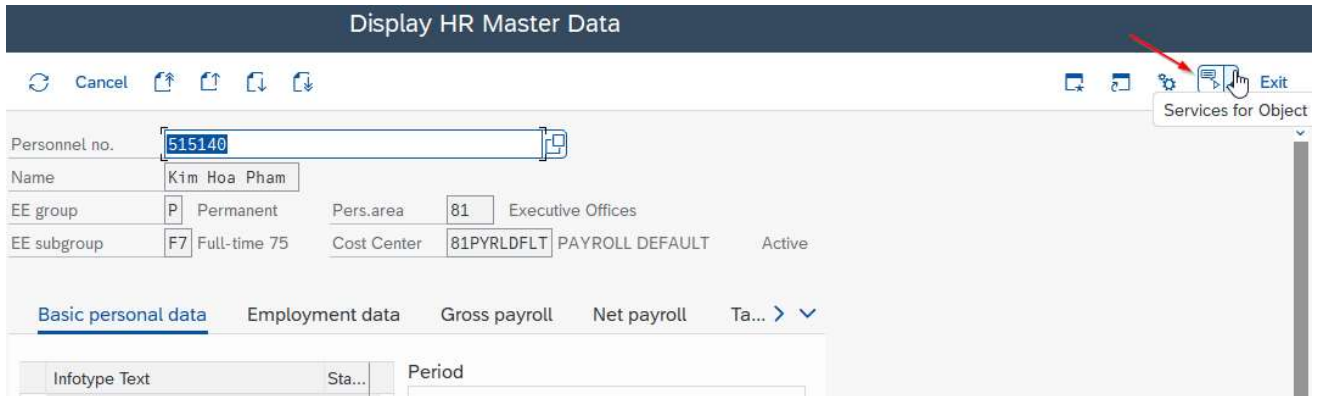 Display HR Master Data
Cancel Exit
Services for Object
Personnel no. 515140
Name Kim Hoa Pham
EE group P Permanent Pers.area 81 Executive Offices
EE subgroup F7 Full-time 75 Cost Center 81PYRLDFLT PAYROLL DEFAULT Active
Basic personal data Employment data Gross payroll Net payroll Ta...
Infotype Text Sta... Period